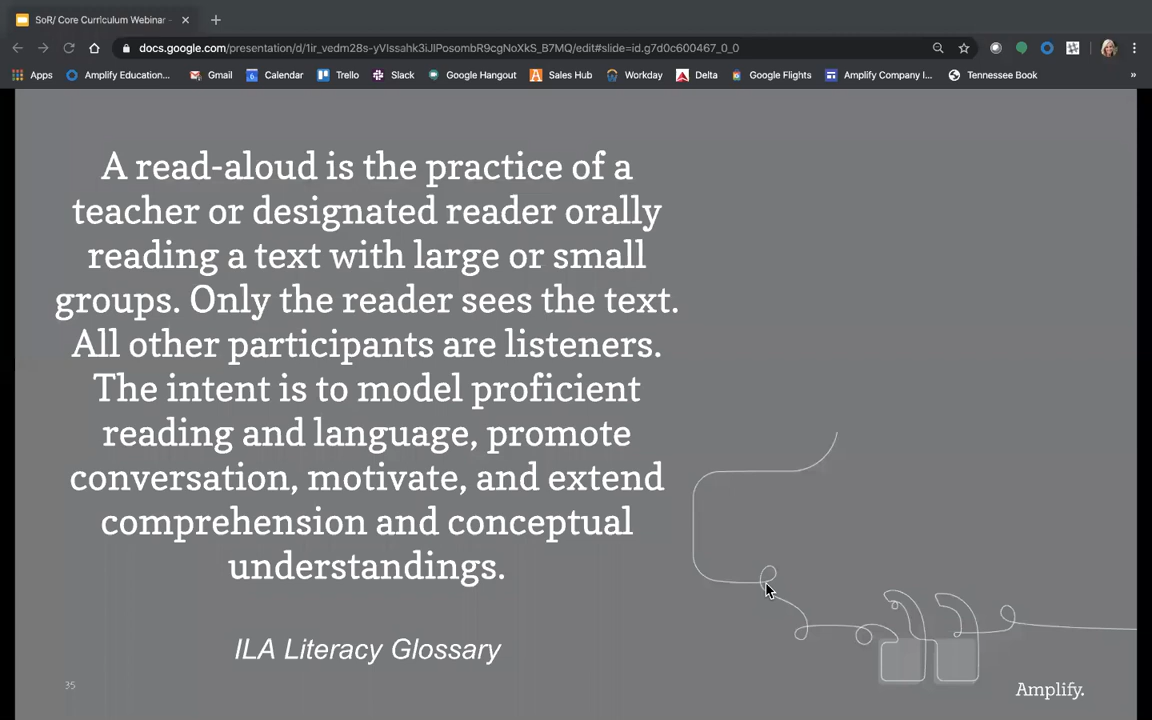 SoR/ Core Curriculum Webinar -
docs.google.com/presentation/d/1ir_vedm28s-yVIssahk3iJlPosombR9cgNoXkS_B7MQ/edit#slide=id.g7d0c600467_0_0
Apps Amplify Education... Gmail Calendar Trello Slack Google Hangout Sales Hub Workday Delta Google Flights Amplify Company I... Tennessee Book »
A read-aloud is the practice of a
teacher or designated reader orally
reading a text with large or small
groups. Only the reader sees the text.
All other participants are listeners.
The intent is to model proficient
reading and language, promote
conversation, motivate, and extend
comprehension and conceptual
understandings.
ILA Literacy Glossary
35
Amplify.